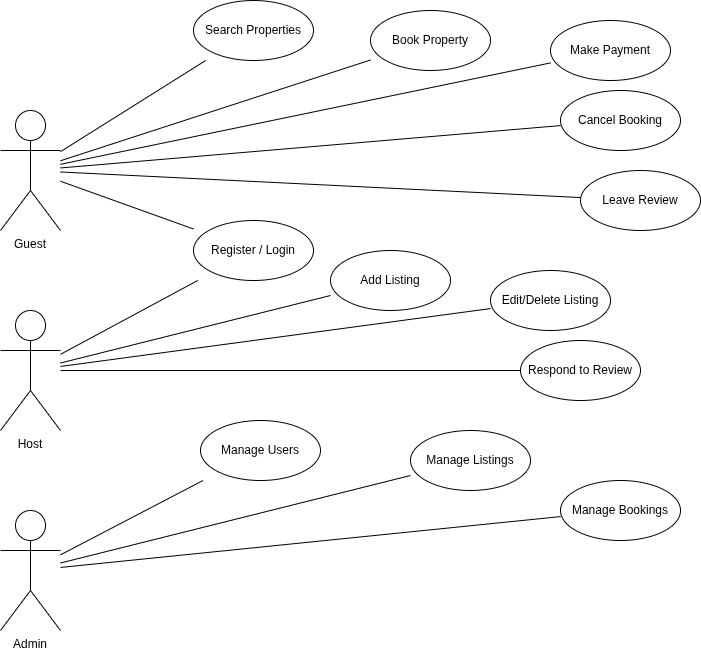 Search Properties
Book Property
Make Payment
Cancel Booking
Leave Review
Guest
Register / Login
Add Listing
Edit/Delete Listing
Respond to Review
Host
Manage Users
Manage Listings
Manage Bookings
Admin